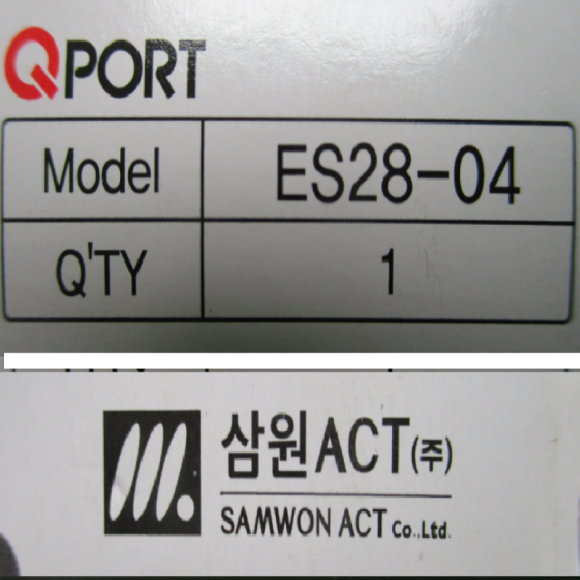 QPORT
Model ES28-04
Q'TY 1
삼원ACT(주)
SAMWON ACT Co.,Ltd.